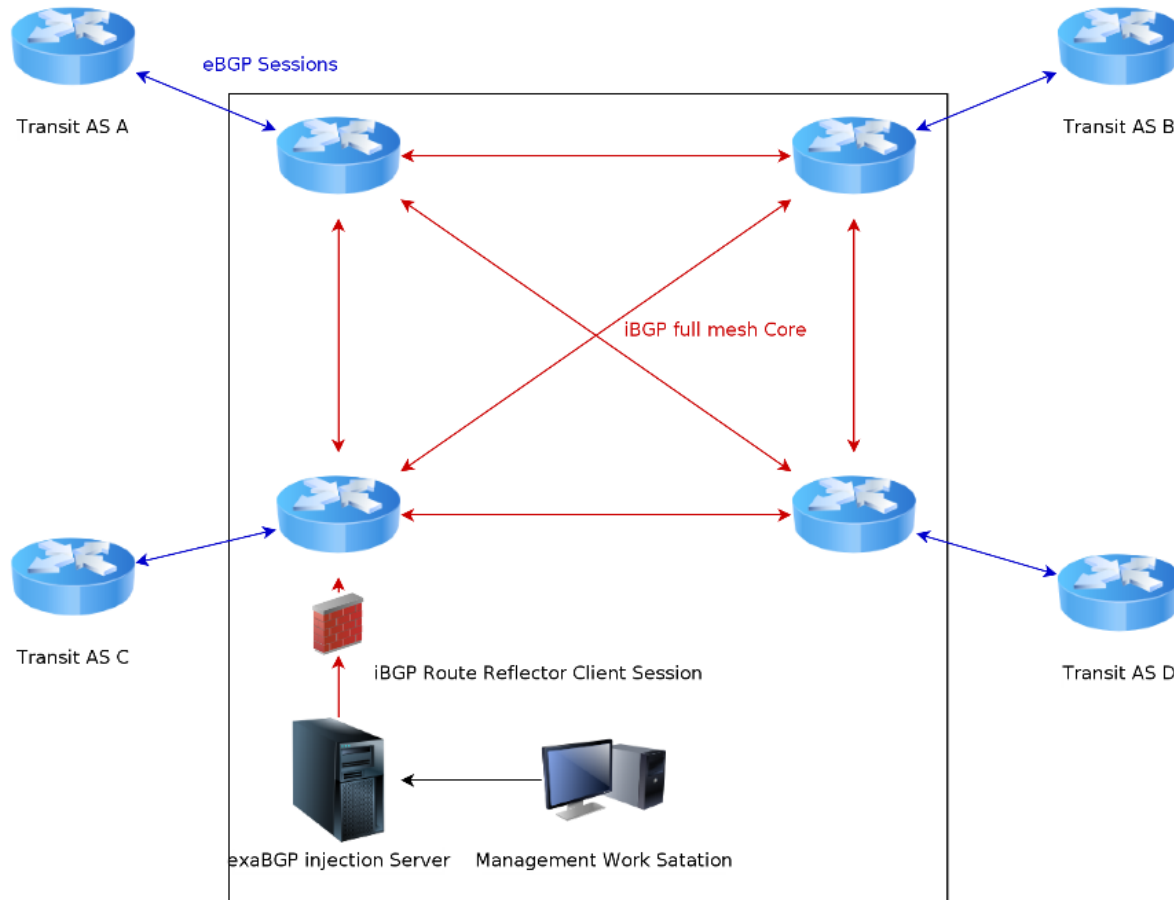 eBGP Sessions
Transit AS A
Transit AS B
iBGP full mesh Core
Transit AS C
iBGP Route Reflector Client Session
Transit AS D
exaBGP injection Server
Management Work Satation